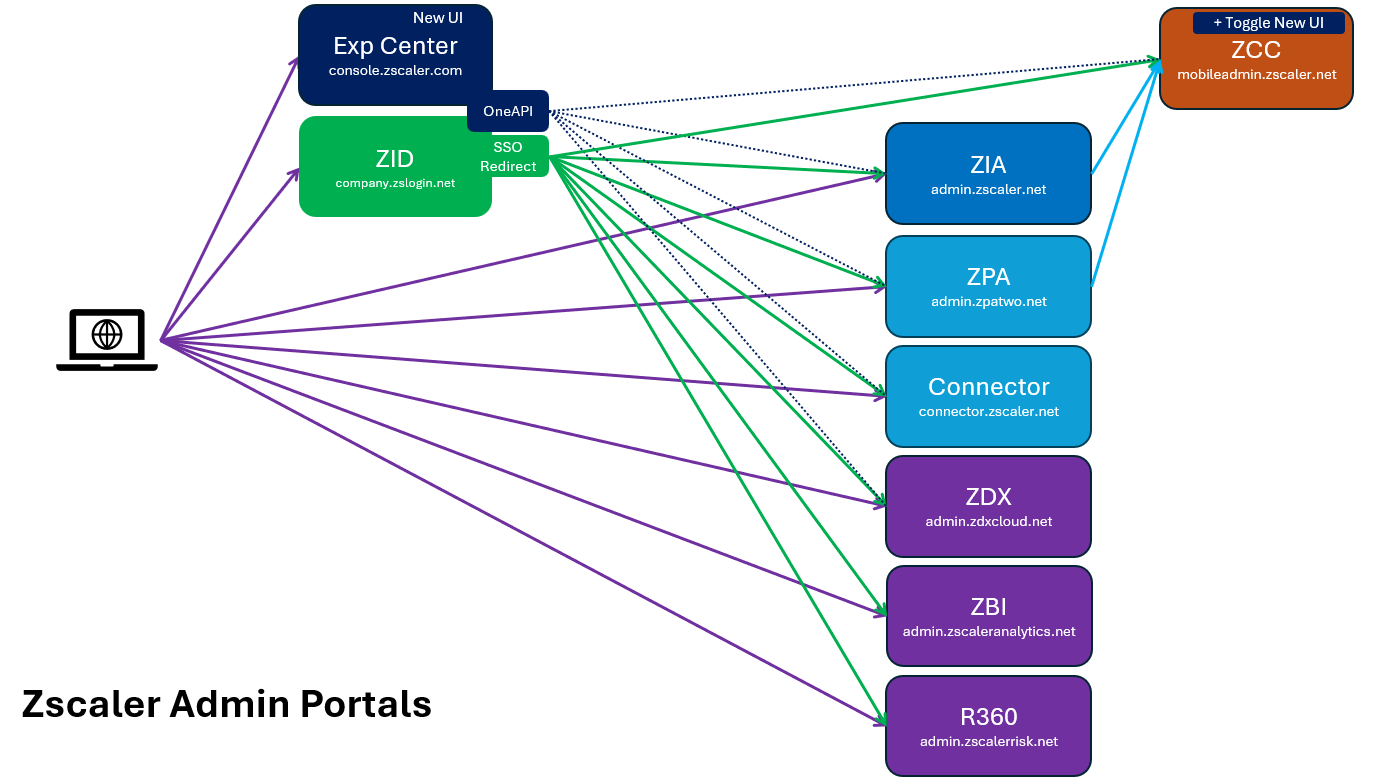 New UI
Exp Center
console.zscaler.com
OneAPI
ZID
company.zslogin.net
SSO
Redirect
+ Toggle New UI
ZCC
mobileadmin.zscaler.net
ZIA
admin.zscaler.net
ZPA
admin.zpatwo.net
Connector
connector.zscaler.net
ZDX
admin.zdxcloud.net
ZBI
admin.zscaleranalytics.net
R360
admin.zscalerrisk.net
Zscaler Admin Portals